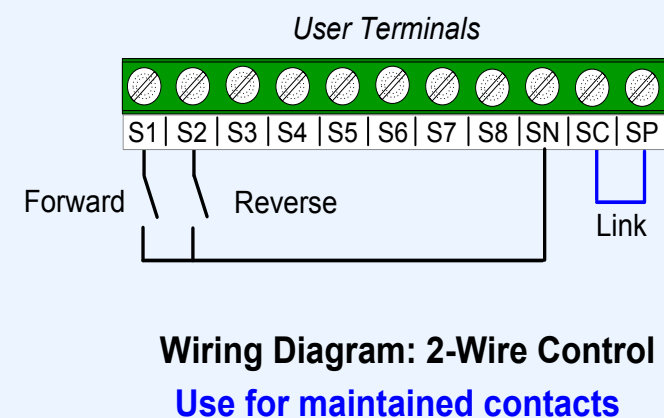 User Terminals
S1 | S2 | S3 | S4 | S5 | S6 | S7 | S8 | SN | SC | SP
Forward
Reverse
Link
Wiring Diagram: 2-Wire Control
Use for maintained contacts